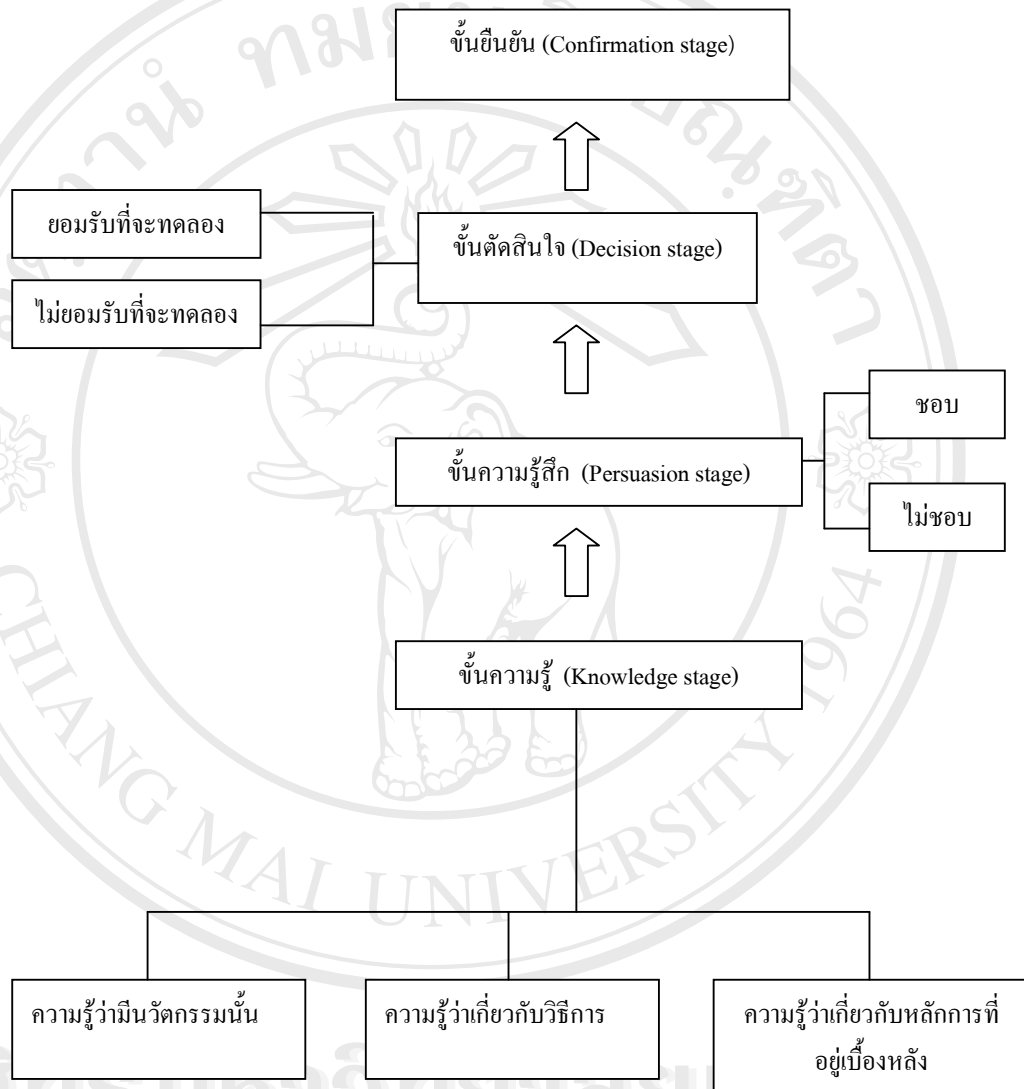 ขั้นยืนยัน (Confirmation stage)
ยอมรับที่จะทดลอง
ขั้นตัดสินใจ (Decision stage)
ไม่ยอมรับที่จะทดลอง
ชอบ
ขั้นความรู้สึก (Persuasion stage)
ไม่ชอบ
ขั้นความรู้ (Knowledge stage)
ความรู้ว่ามีนวัตกรรมนั้น
ความรู้ว่าเกี่ยวกับวิธีการ
ความรู้ว่าเกี่ยวกับหลักการที่
อยู่เบื้องหลัง
CHIANG MAI UNIVERSITY 1964